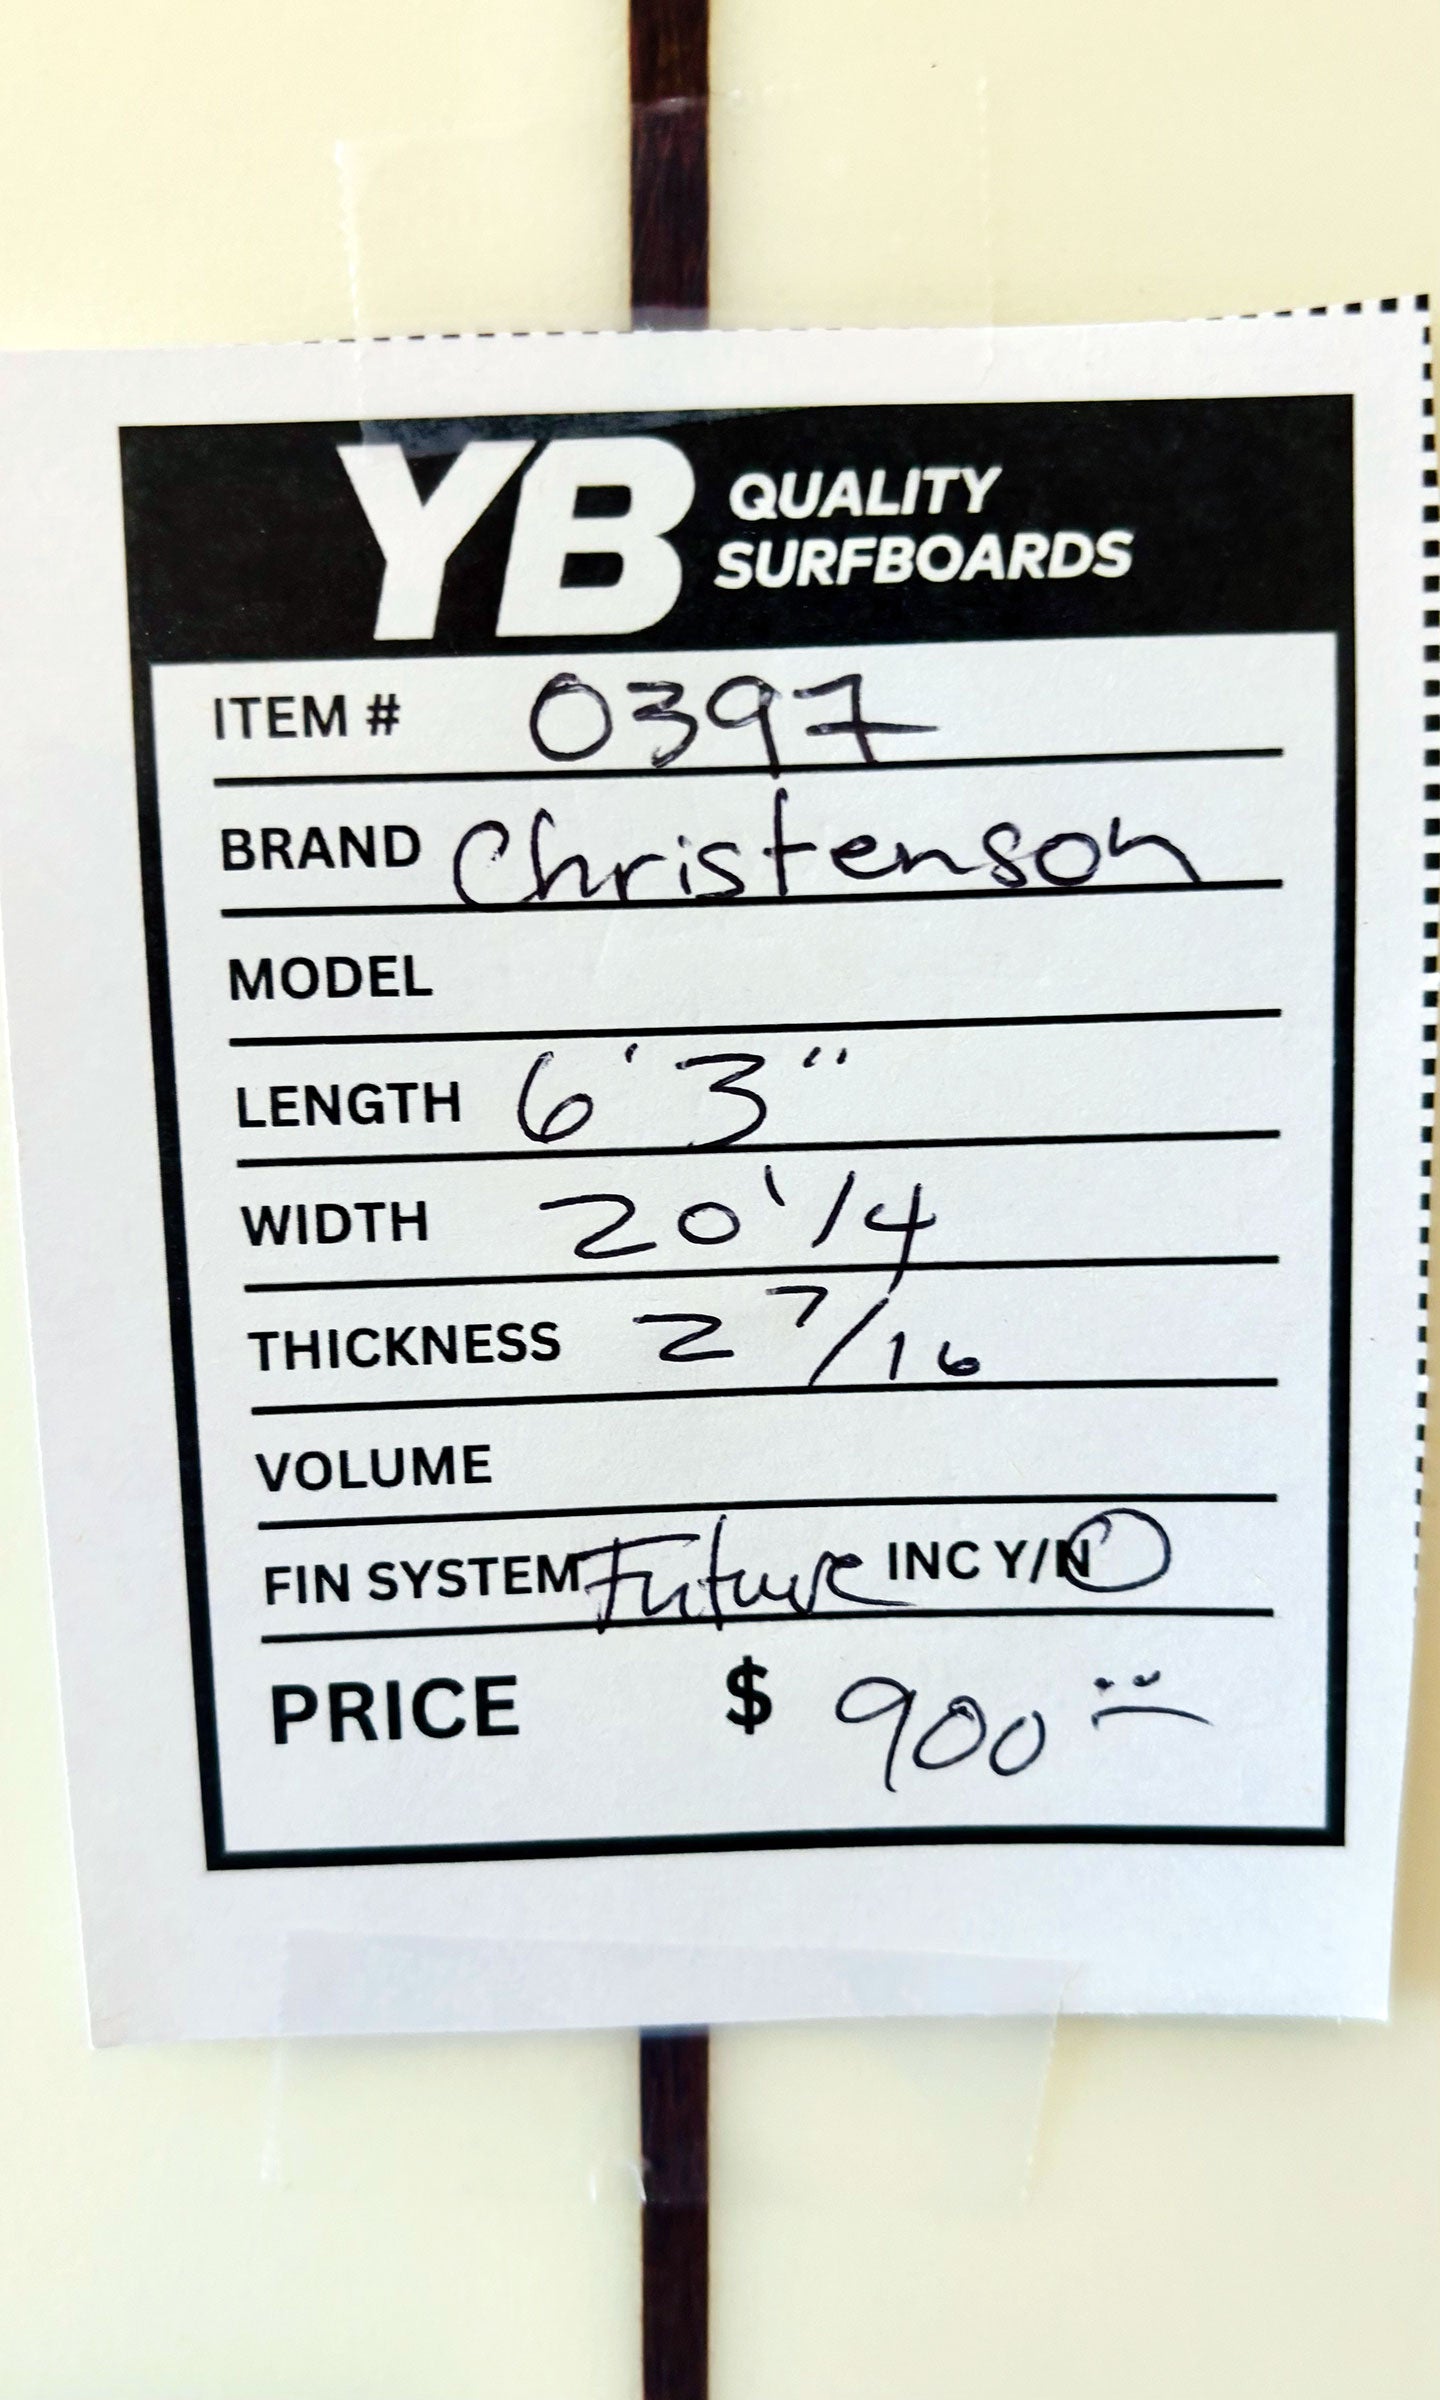 YB QUALITY
SURFBOARDS
ITEM # 0397
BRAND Christenson
MODEL
LENGTH 6' 3"
WIDTH 20 1/4
THICKNESS 2 7/16
VOLUME
FIN SYSTEM Future INC Y/N
PRICE $ 900